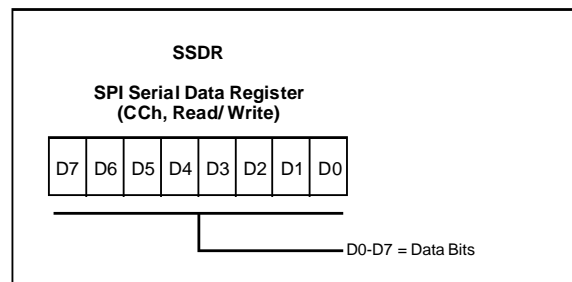 SSDR
SPI Serial Data Register
(CCh, Read/ Write)
D7 D6 D5 D4 D3 D2 D1 D0
D0-D7 = Data Bits